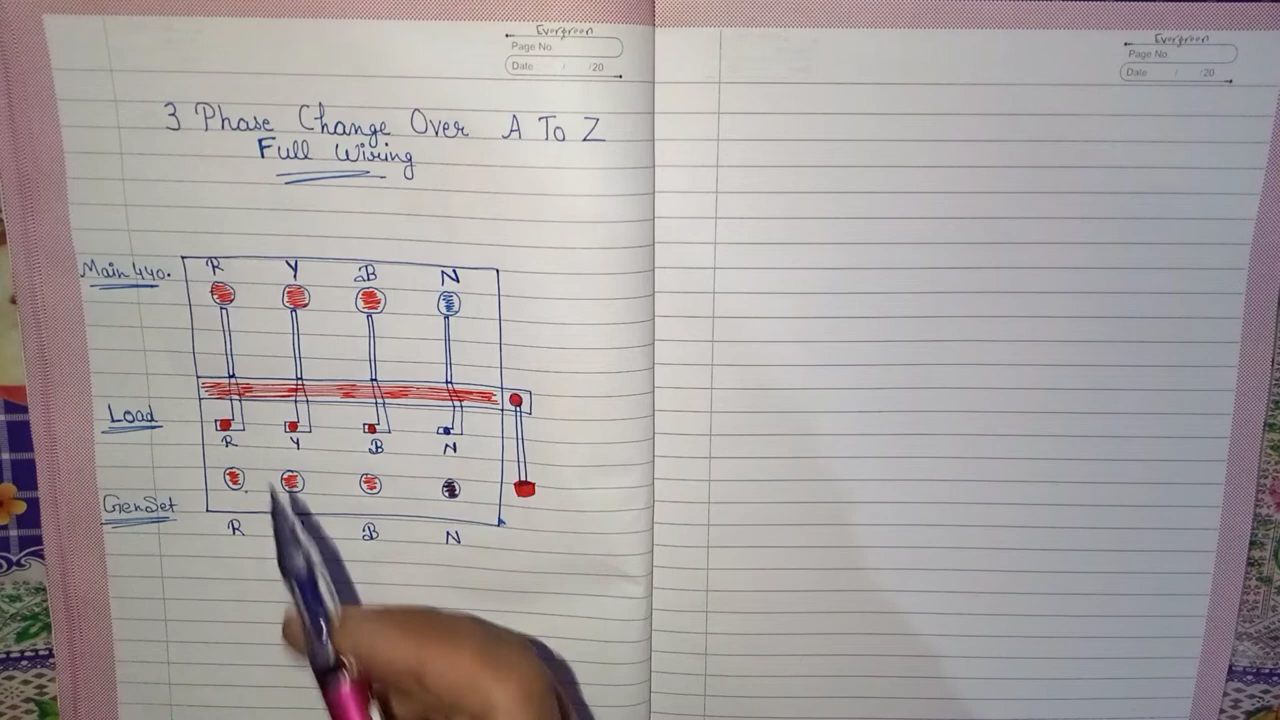 Evergreen
Page No.
Date / /20
Evergreen
Page No.
Date / /20
3 Phase Change Over A To Z
Full Wiring
Main 440.
R Y B N
Load
R Y B N
GenSet
R B N